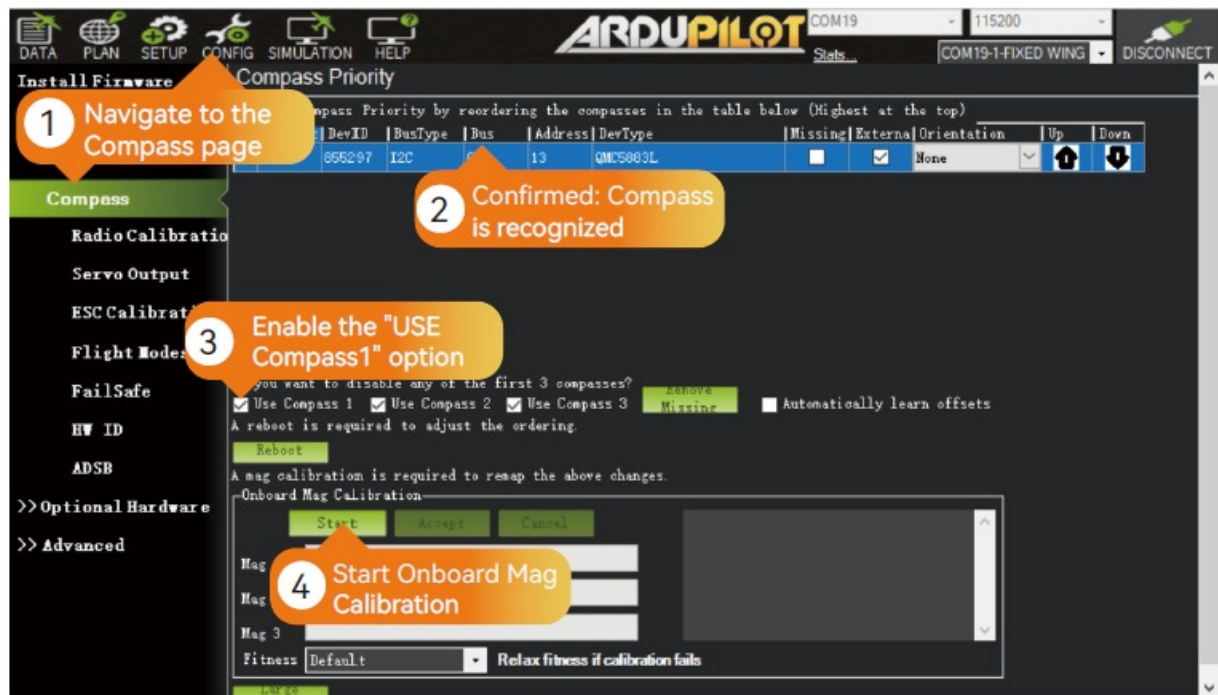 DATA PLAN SETUP CONFIG SIMULATION HELP
ARDUPILOT
COM19 115200
Stats... COM19-1-FIXED WING DISCONNECT
Install Firmware
Compass Priority
1 Navigate to the
Compass page
Priority by reordering the compasses in the table below (Highest at the top)
DevID BusType Bus Address DevType Missing Externa Orientation Up Down
855297 I2C 13 QMC5883L None
2 Confirmed: Compass
is recognized
Compass
Radio Calibratio
Servo Output
ESC Calibrat
Flight Modes
FailSafe
HW ID
ADSB
>>Optional Hardware
>> Advanced
3 Enable the "USE
Compass1" option
you want to disable any of the first 3 compasses?
Use Compass 1 Use Compass 2 Use Compass 3 Remove
Missing Automatically learn offsets
A reboot is required to adjust the ordering.
Reboot
A mag calibration is required to remap the above changes.
Onboard Mag Calibration
Start Accept Cancel
Mag
4 Start Onboard Mag
Calibration
Mag
Mag 3
Fitness Default Relax fitness if calibration fails
Large